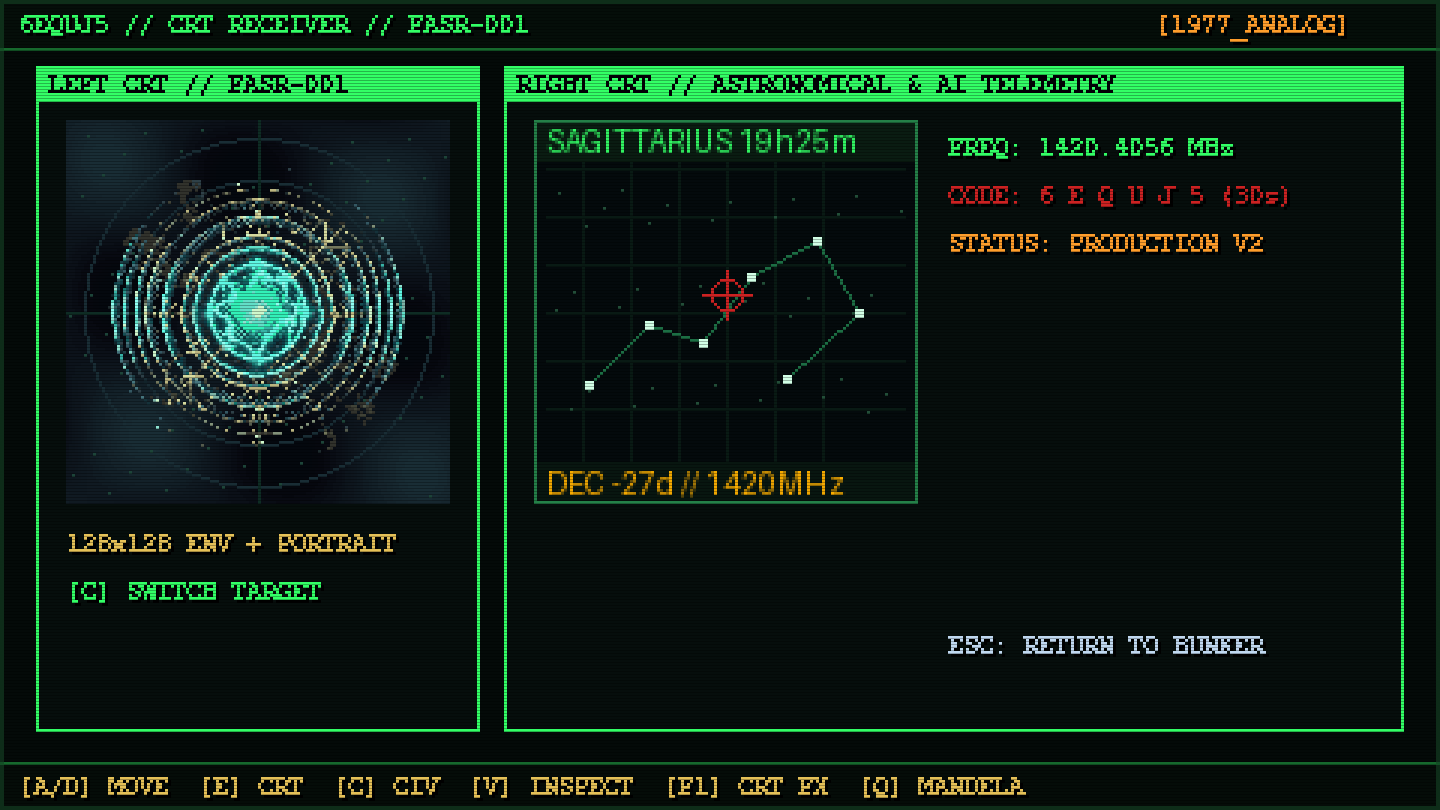 6EQUJ5 // CRT RECEIVER // FASR-001
[1977_ANALOG]
LEFT CRT // FASR-001
128x128 ENV + PORTRAIT
[C] SWITCH TARGET
RIGHT CRT // ASTRONOMICAL & AI TELEMETRY
SAGITTARIUS 19h25m
DEC -27d // 1420MHz
FREQ: 1420.4056 MHz
CODE: 6 E Q U J 5 (30s)
STATUS: PRODUCTION V2
ESC: RETURN TO BUNKER
[A/D] MOVE [E] CRT [C] CIV [V] INSPECT [F1] CRT FX [Q] MANDELA